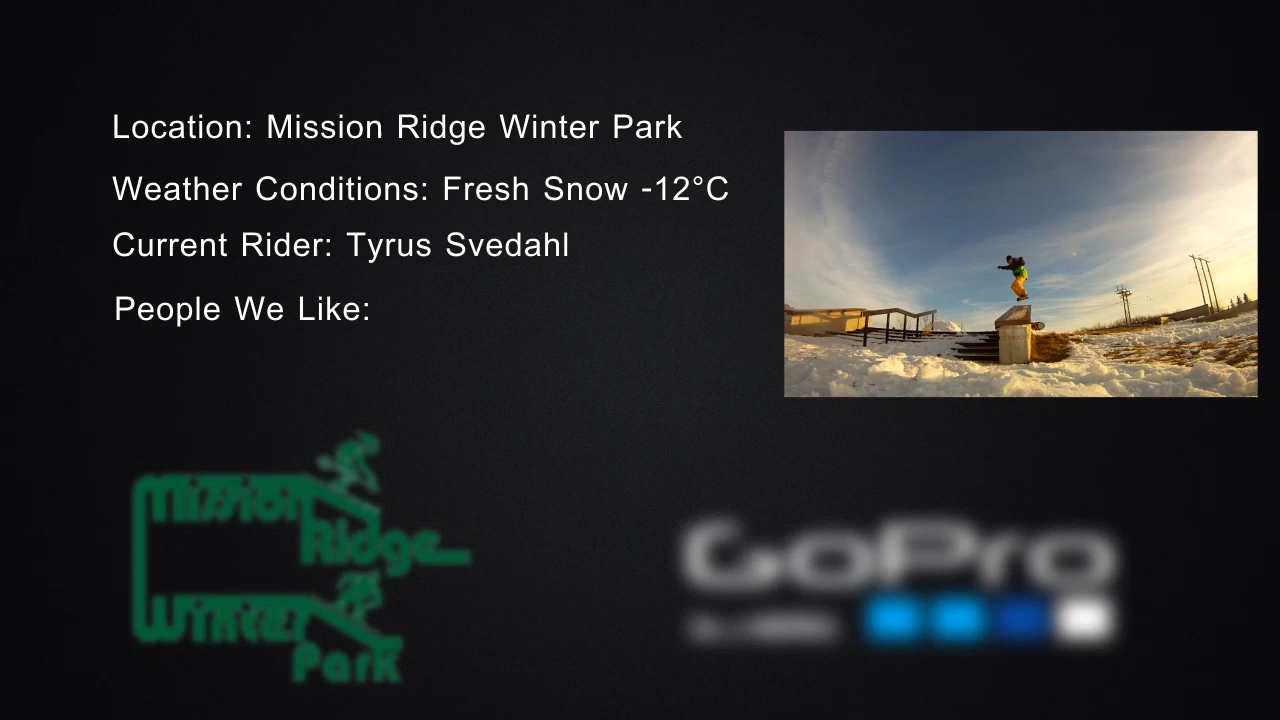 Location: Mission Ridge Winter Park
Weather Conditions: Fresh Snow -12°C
Current Rider: Tyrus Svedahl
People We Like:
Mission
Ridge
Winter
Park
GoPro